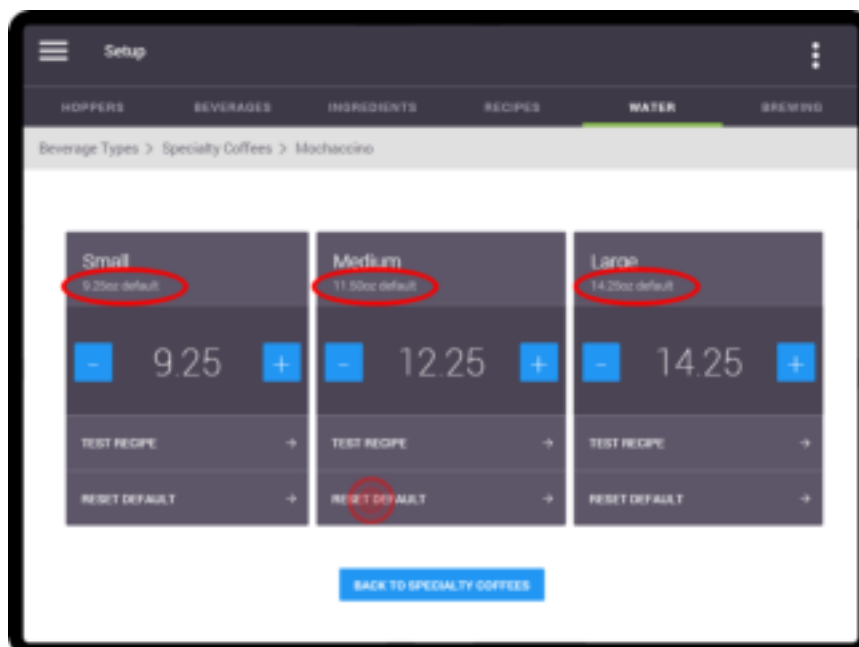 Setup
HOPPERS BEVERAGES INGREDIENTS RECIPES WATER BREWING
Beverage Types > Specialty Coffees > Mochaccino
Small Medium Large
9.25oz default 11.50oz default 14.25oz default
- 9.25 + - 12.25 + - 14.25 +
TEST RECIPE → TEST RECIPE → TEST RECIPE →
RESET DEFAULT → RESET DEFAULT → RESET DEFAULT →
BACK TO SPECIALTY COFFEES